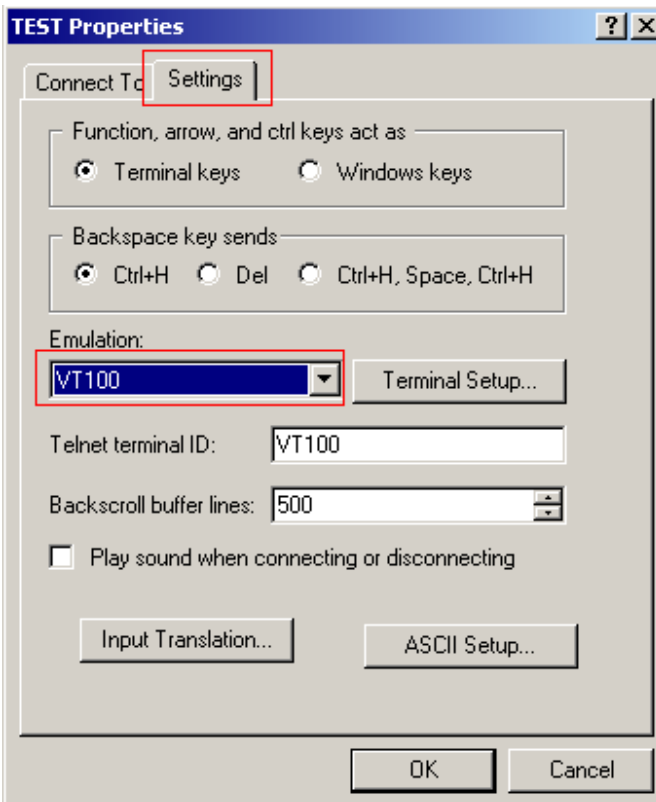 TEST Properties
Connect To Settings
Function, arrow, and ctrl keys act as
Terminal keys Windows keys
Backspace key sends
Ctrl+H Del Ctrl+H, Space, Ctrl+H
Emulation:
VT100 Terminal Setup...
Telnet terminal ID: VT100
Backscroll buffer lines: 500
Play sound when connecting or disconnecting
Input Translation... ASCII Setup...
OK Cancel